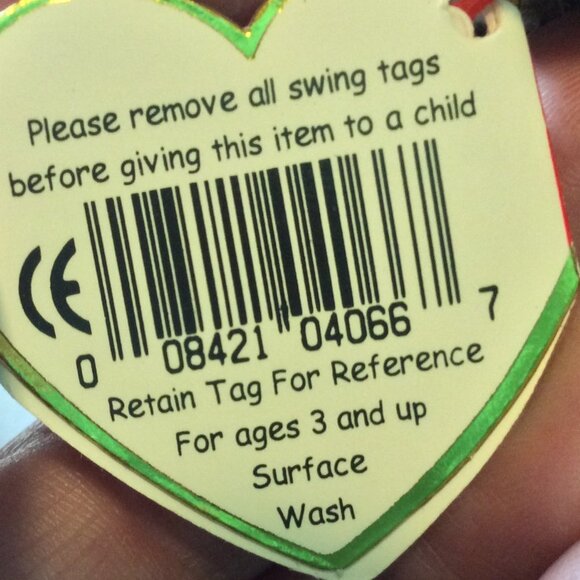 Please remove all swing tags
before giving this item to a child
CE
0 08421 04066 7
Retain Tag For Reference
For ages 3 and up
Surface
Wash